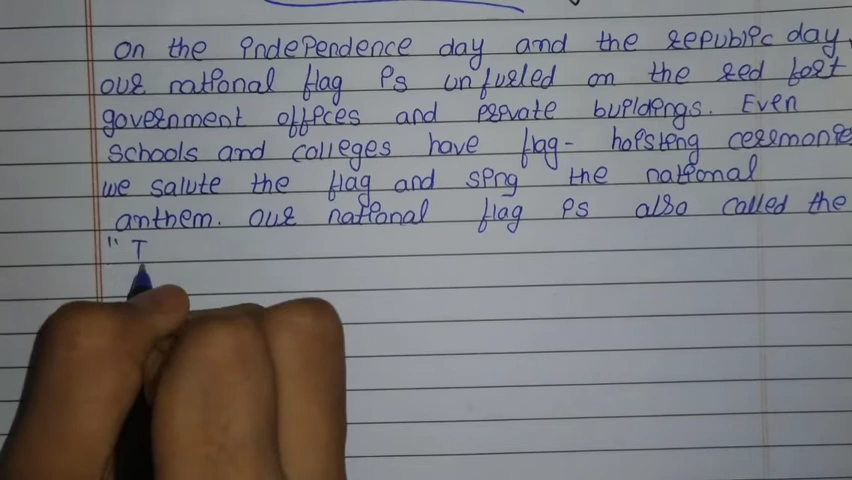 on the independence day and the republic day,
our national flag is unfurled on the red fort
government offices and private buildings. Even
schools and colleges have flag- hoisting ceremonies
we salute the flag and sing the national
anthem. our national flag is also called the
" T